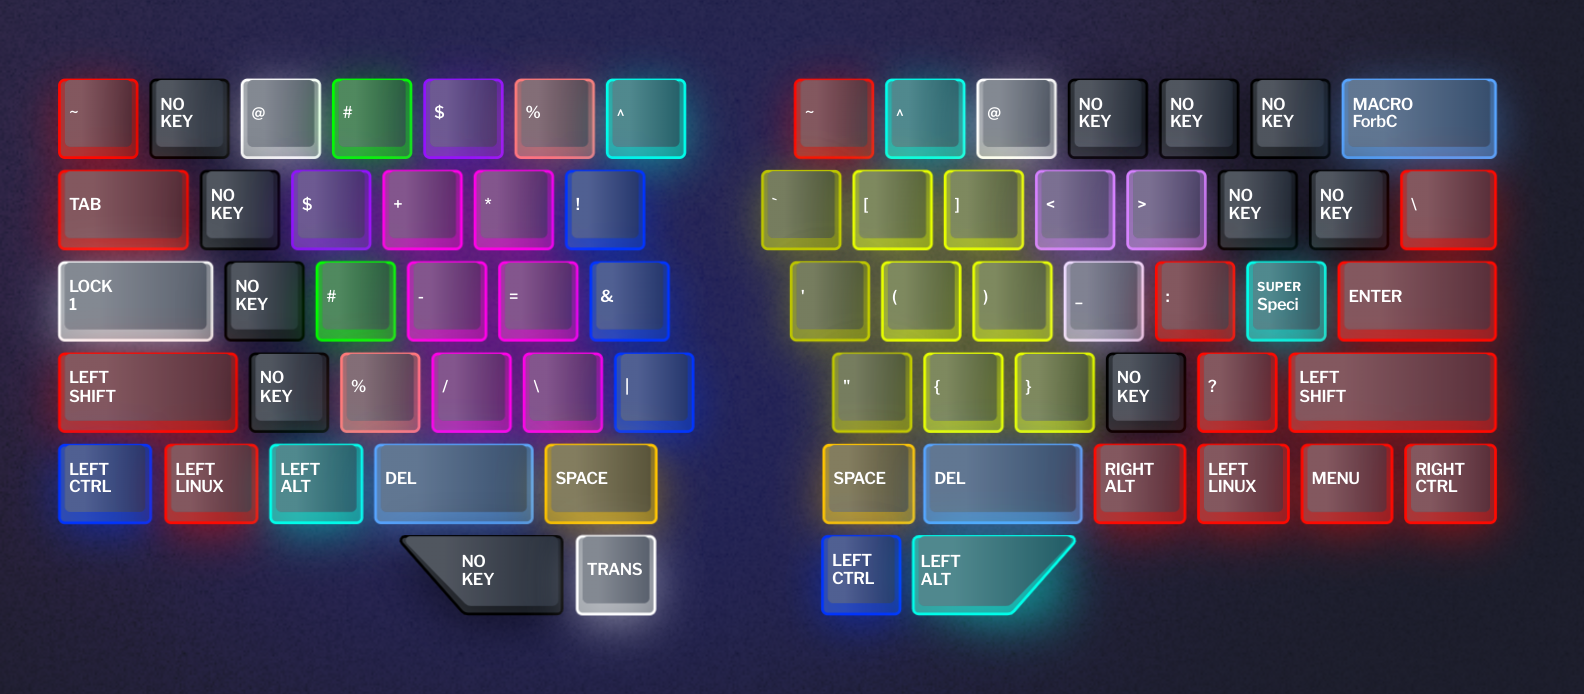 ~ NO KEY @ # $ % ^ ~ ^ @ NO KEY NO KEY NO KEY MACRO ForbC
TAB NO KEY $ + * ! ` [ ] < > NO KEY NO KEY \
LOCK 1 NO KEY # - = & ' ( ) _ : SUPER Speci ENTER
LEFT SHIFT NO KEY % / \ | " { } NO KEY ? LEFT SHIFT
LEFT CTRL LEFT LINUX LEFT ALT DEL SPACE SPACE DEL RIGHT ALT LEFT LINUX MENU RIGHT CTRL
NO KEY TRANS LEFT CTRL LEFT ALT